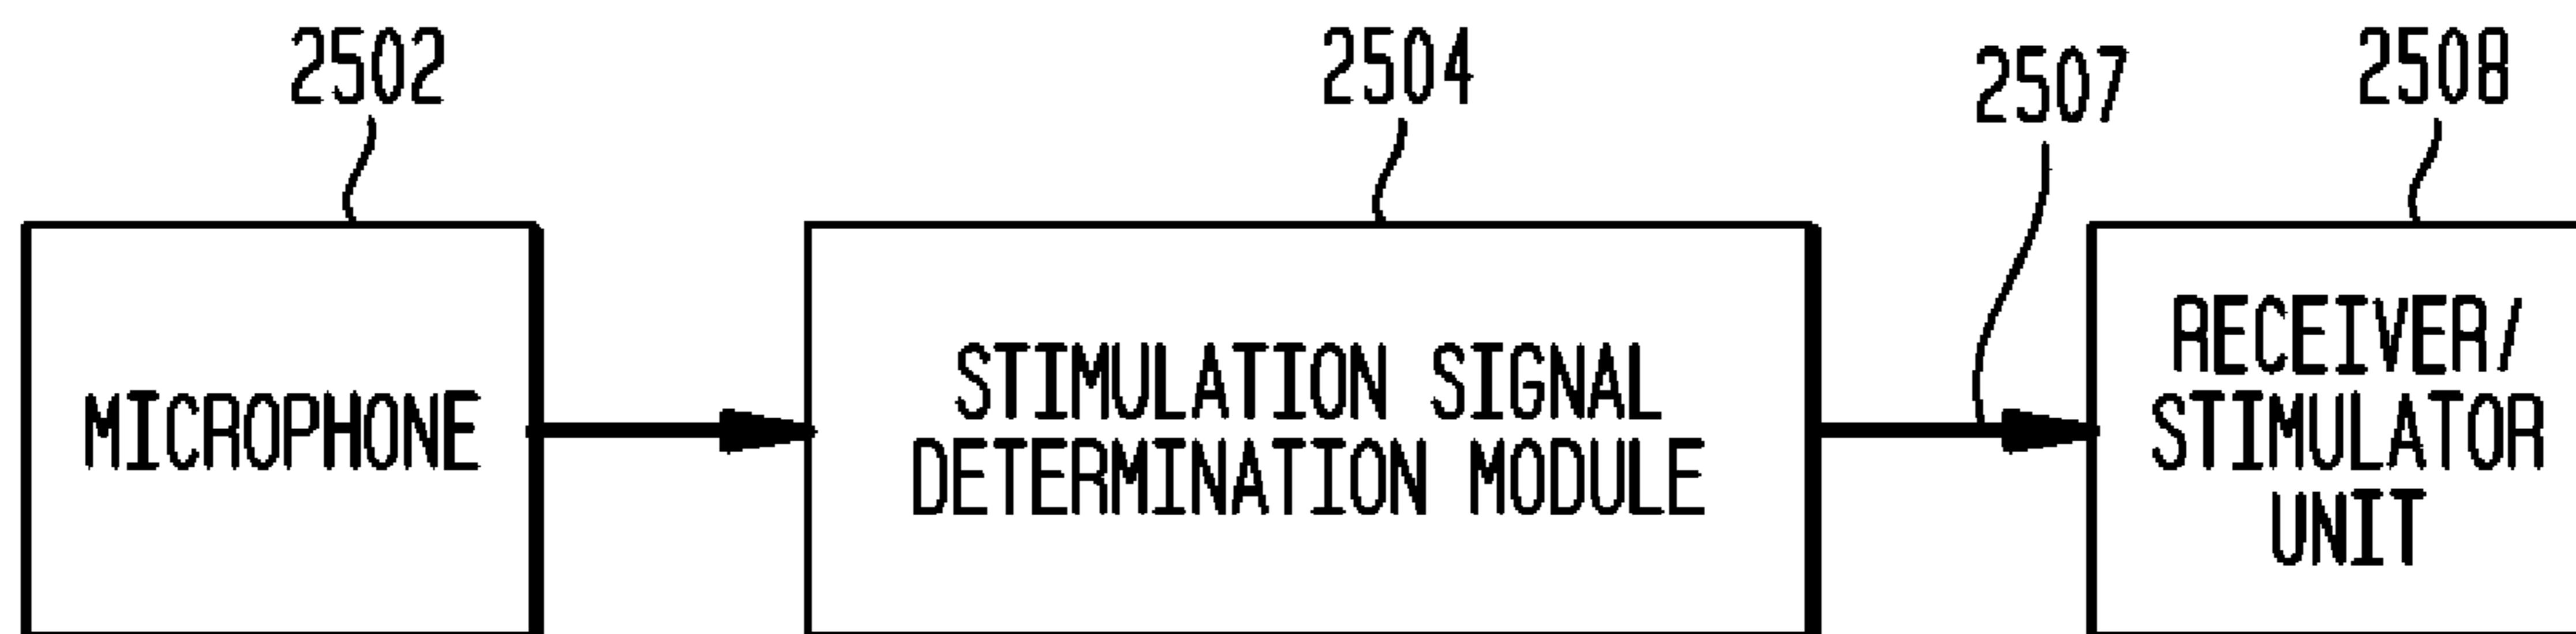 2502
2504
2507
2508
MICROPHONE
STIMULATION SIGNAL
DETERMINATION MODULE
RECEIVER/
STIMULATOR
UNIT